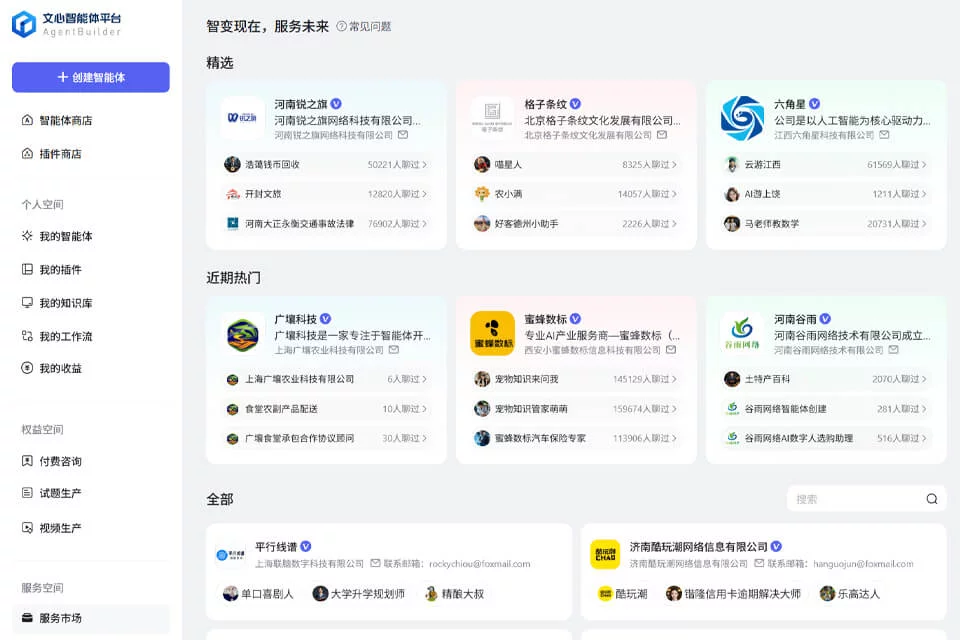 文心智能体平台
AgentBuilder
创建智能体
智能体商店
插件商店
个人空间
我的智能体
我的插件
我的知识库
我的工作流
我的收益
权益空间
付费咨询
试题生产
视频生产
服务空间
服务市场
智变现在，服务未来 常见问题
精选
河南锐之旗
河南锐之旗网络科技有限公司...
河南锐之旗网络科技有限公司
浩蔼钱币回收 50221人聊过
开封文旅 12820人聊过
河南大正永衡交通事故法律 76902人聊过
格子条纹
北京格子条纹文化发展有限公司...
北京格子条纹文化发展有限公司
喵星人 8325人聊过
农小满 14057人聊过
好客德州小助手 2226人聊过
六角星
公司是以人工智能为核心驱动力...
江西六角星科技有限公司
云游江西 61569人聊过
AI游上饶 1211人聊过
马老师教数学 20731人聊过
近期热门
广壤科技
广壤科技是一家专注于智能体开...
上海广壤农业科技有限公司
上海广壤农业科技有限公司 6人聊过
食堂农副产品配送 10人聊过
广壤食堂承包合作协议顾问 30人聊过
蜜蜂数标
蜜蜂数标
专业AI产业服务商—蜜蜂数标（...
西安小蜜蜂数标信息科技有限公司
宠物知识来问我 145129人聊过
宠物知识管家萌萌 159674人聊过
蜜蜂数标汽车保险专家 113906人聊过
谷雨网络
河南谷雨
河南谷雨网络技术有限公司成立...
河南谷雨网络技术有限公司
土特产百科 2070人聊过
谷雨网络智能体创建 281人聊过
谷雨网络AI数字人选购助理 516人聊过
全部
搜索
平行线谱
上海联脑数字科技有限公司 联系邮箱：rockychiou@foxmail.com
单口喜剧人 大学升学规划师 精酿大叔
酷玩潮
CHAO
济南酷玩潮网络信息有限公司
济南酷玩潮网络信息有限公司 联系邮箱：hanguojun@foxmail.com
酷玩潮 锴隆信用卡逾期解决大师 乐高达人